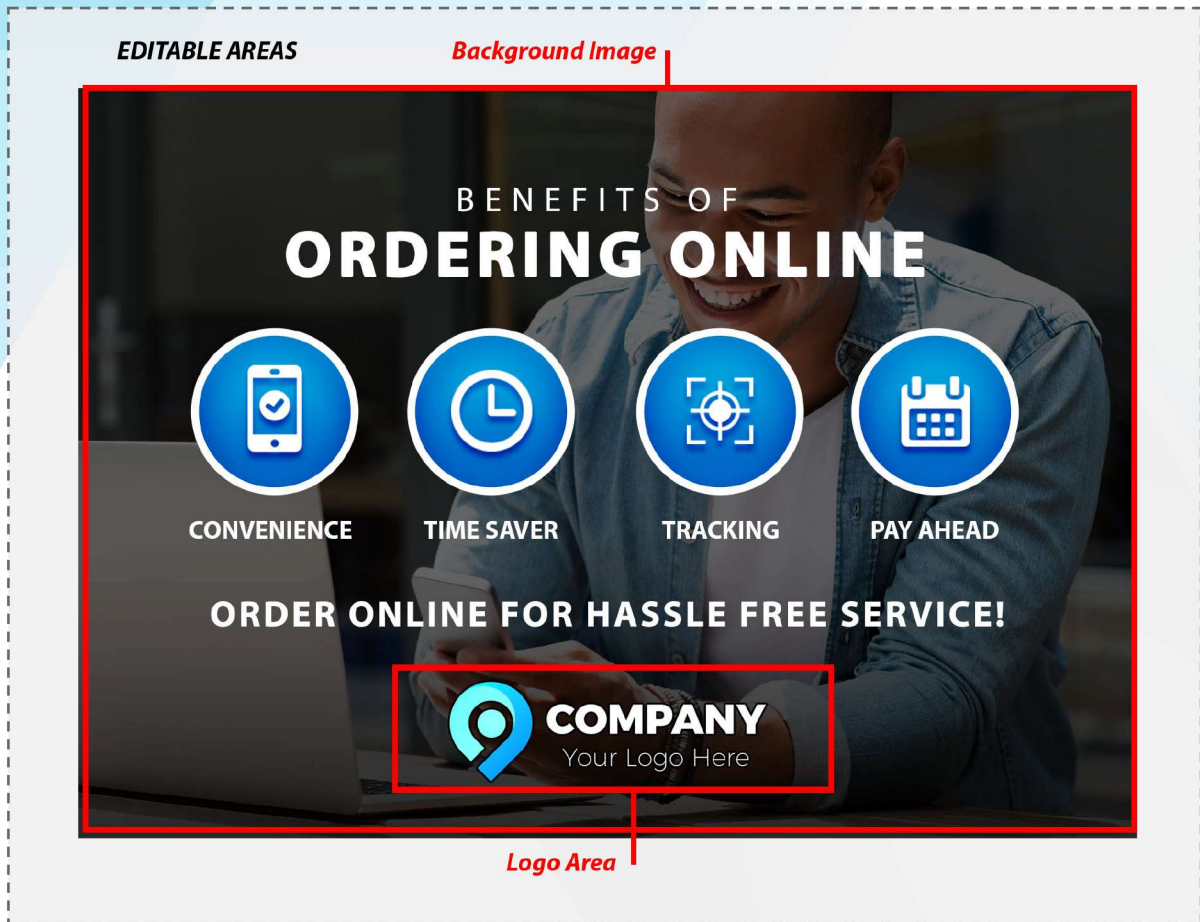 EDITABLE AREAS
Background Image
BENEFITS OF
ORDERING ONLINE
CONVENIENCE
TIME SAVER
TRACKING
PAY AHEAD
ORDER ONLINE FOR HASSLE FREE SERVICE!
COMPANY
Your Logo Here
Logo Area